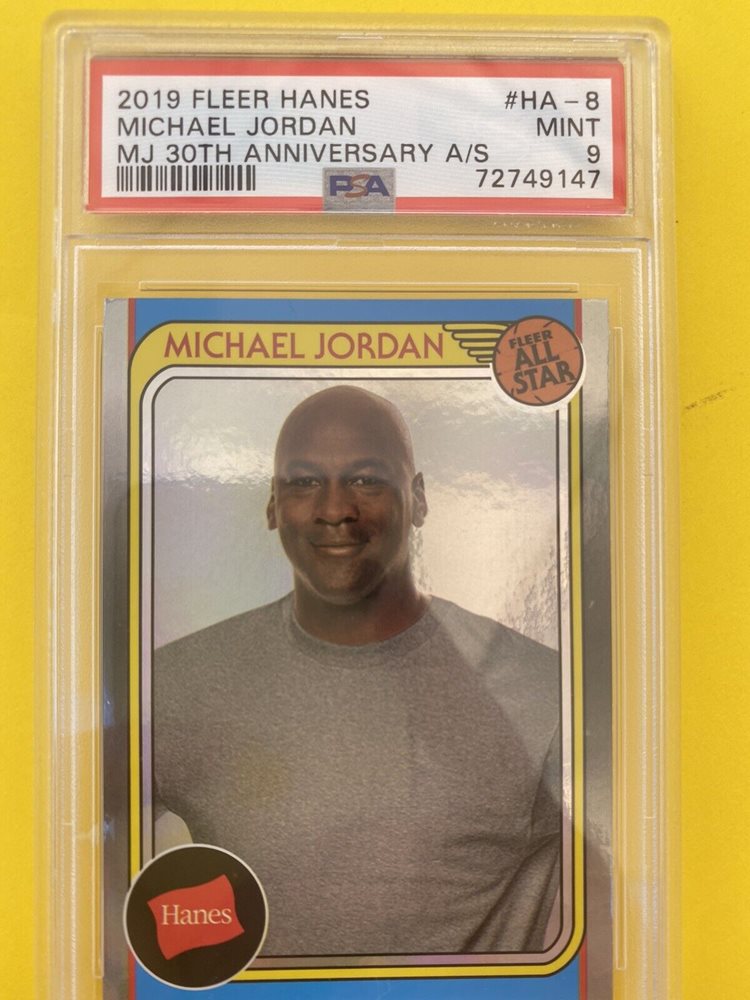 2019 FLEER HANES #HA-8
MICHAEL JORDAN MINT
MJ 30TH ANNIVERSARY A/S 9
PSA 72749147
MICHAEL JORDAN
FLEER
ALL
STAR
Hanes